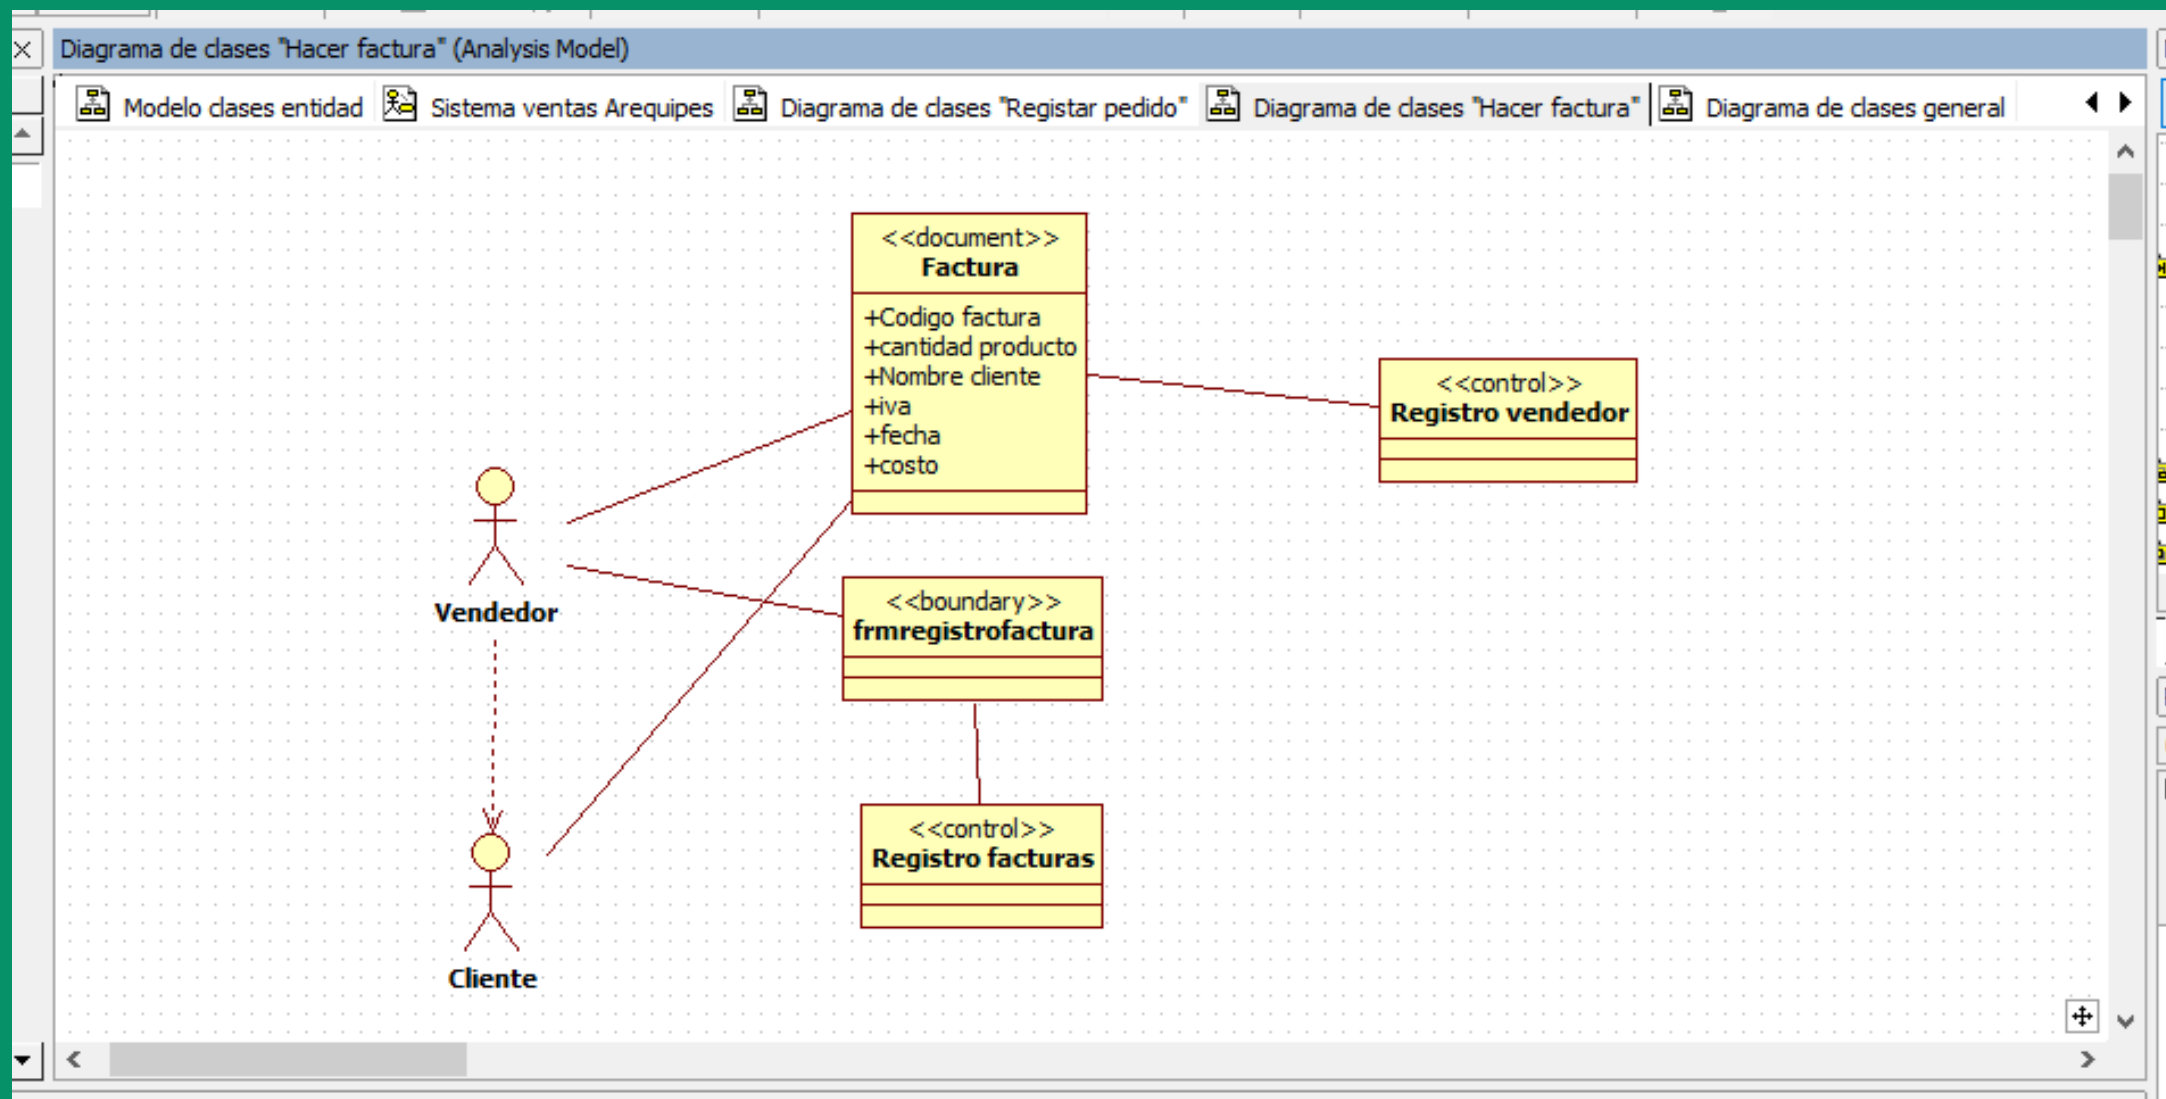 Diagrama de clases "Hacer factura" (Analysis Model)
Modelo clases entidad
Sistema ventas Arequipes
Diagrama de clases "Registar pedido"
Diagrama de clases "Hacer factura"
Diagrama de clases general
<<document>>
Factura
+Codigo factura
+cantidad producto
+Nombre cliente
+iva
+fecha
+costo
<<control>>
Registro vendedor
Vendedor
<<boundary>>
frmregistrofactura
<<control>>
Registro facturas
Cliente